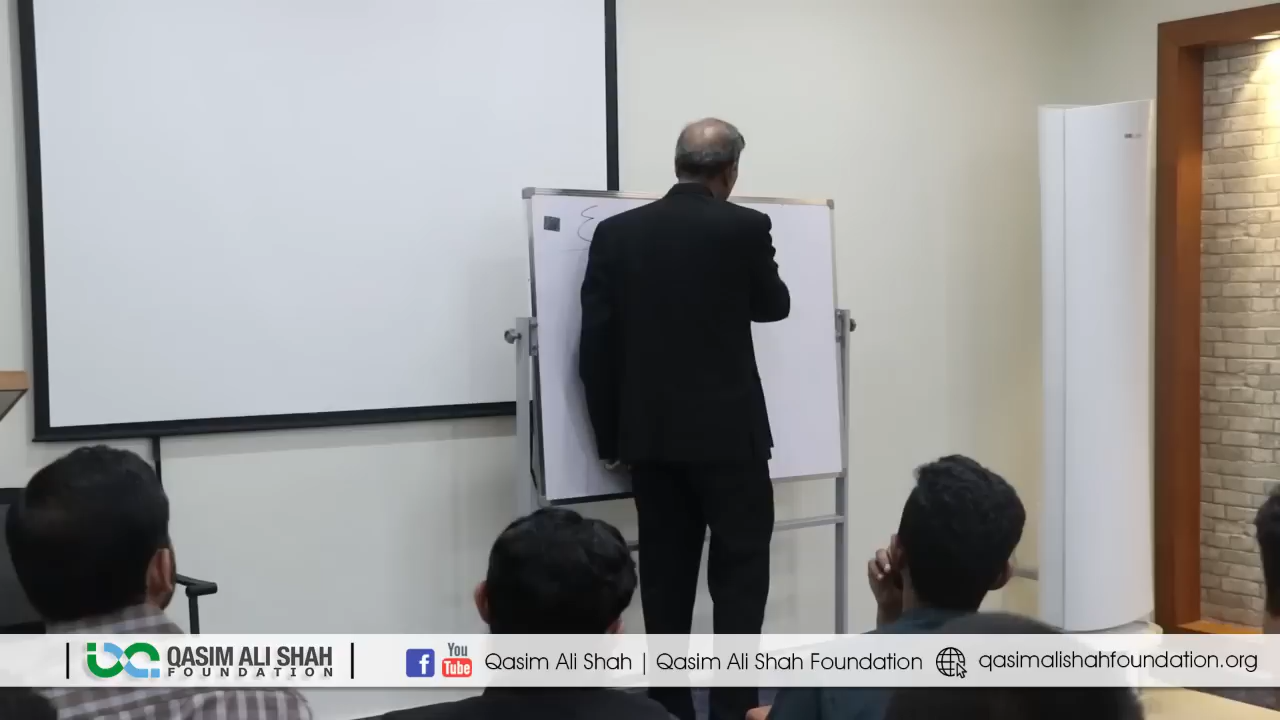 ع
QASIM ALI SHAH
FOUNDATION
f You Tube Qasim Ali Shah | Qasim Ali Shah Foundation qasimalishahfoundation.org